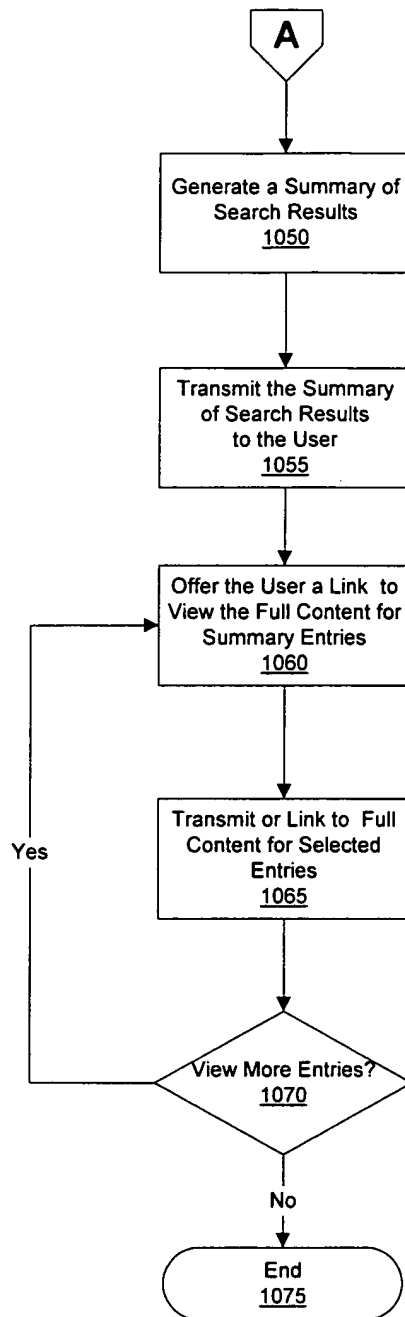 A
Generate a Summary of
Search Results
1050
Transmit the Summary
of Search Results
to the User
1055
Offer the User a Link to
View the Full Content for
Summary Entries
1060
Transmit or Link to Full
Content for Selected
Entries
1065
Yes
View More Entries?
1070
No
End
1075